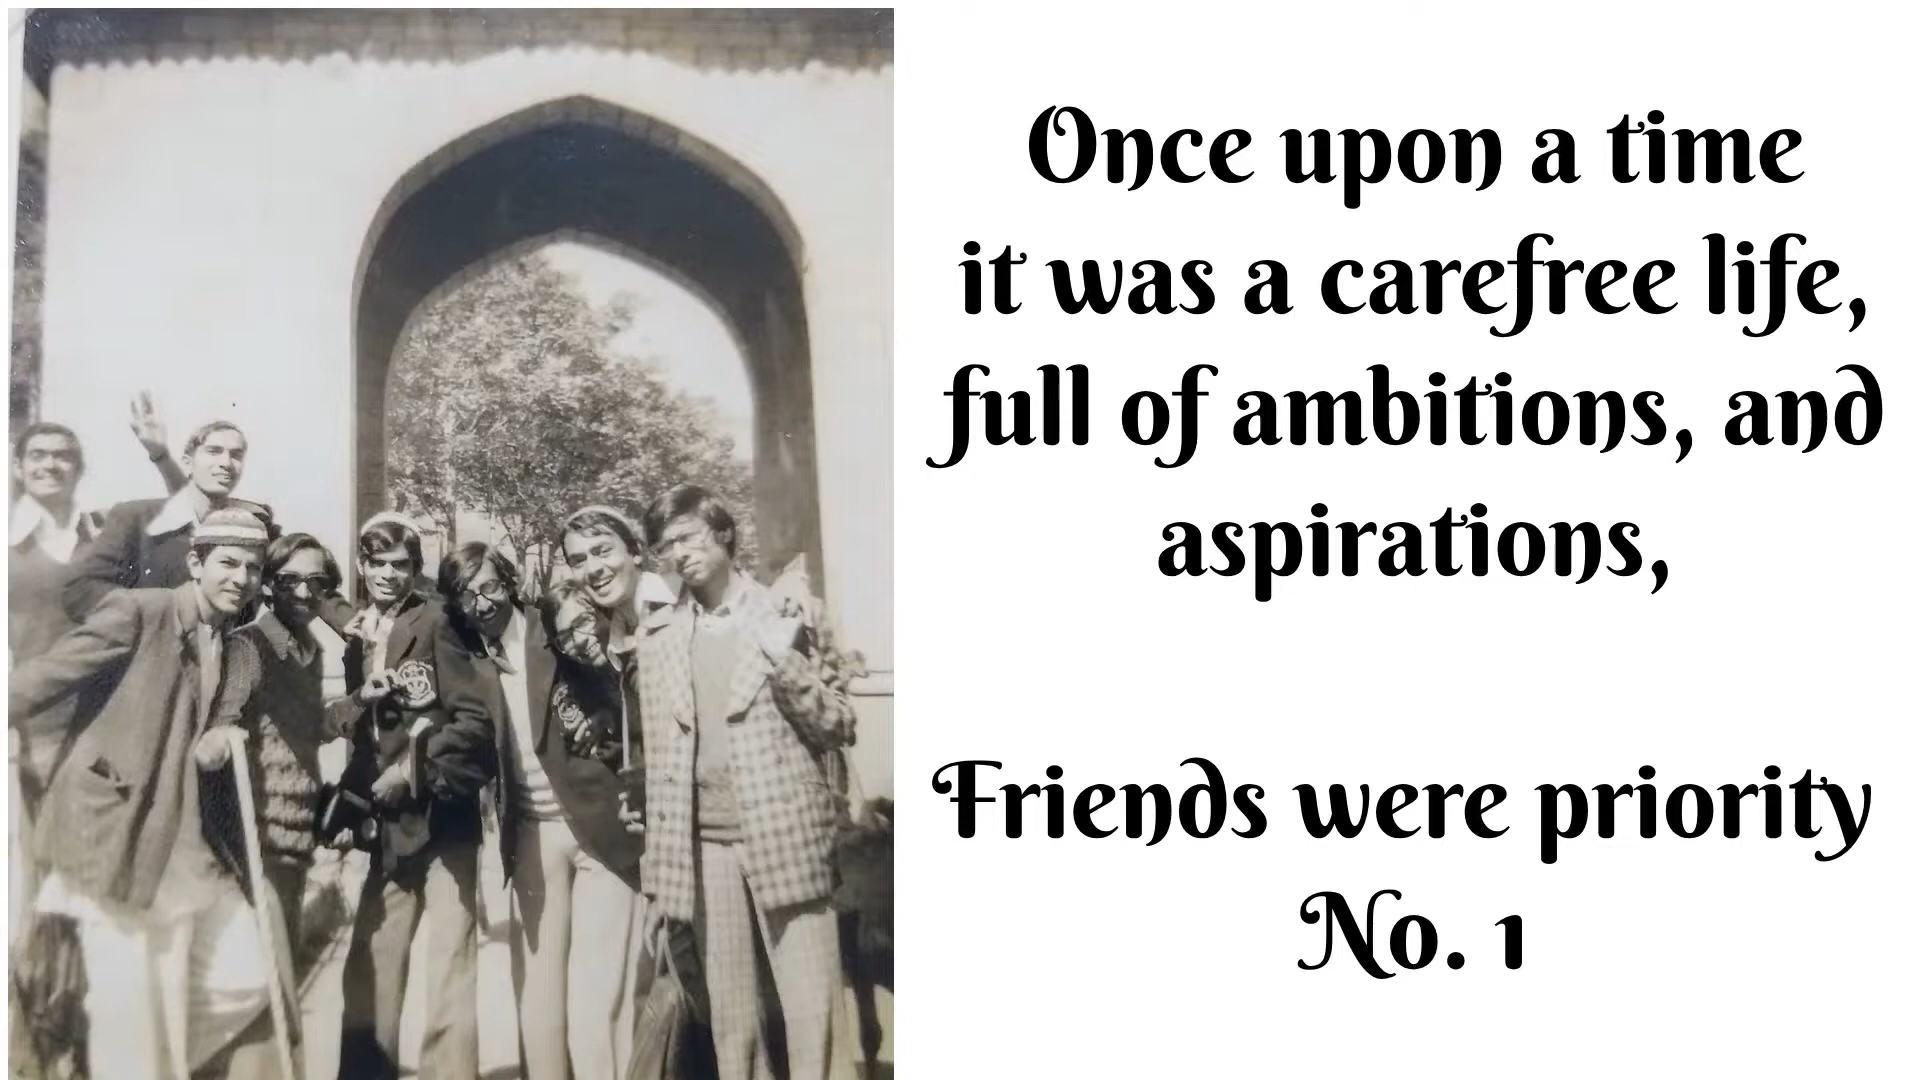 Once upon a time
it was a carefree life,
full of ambitions, and
aspirations,
Friends were priority
No. 1